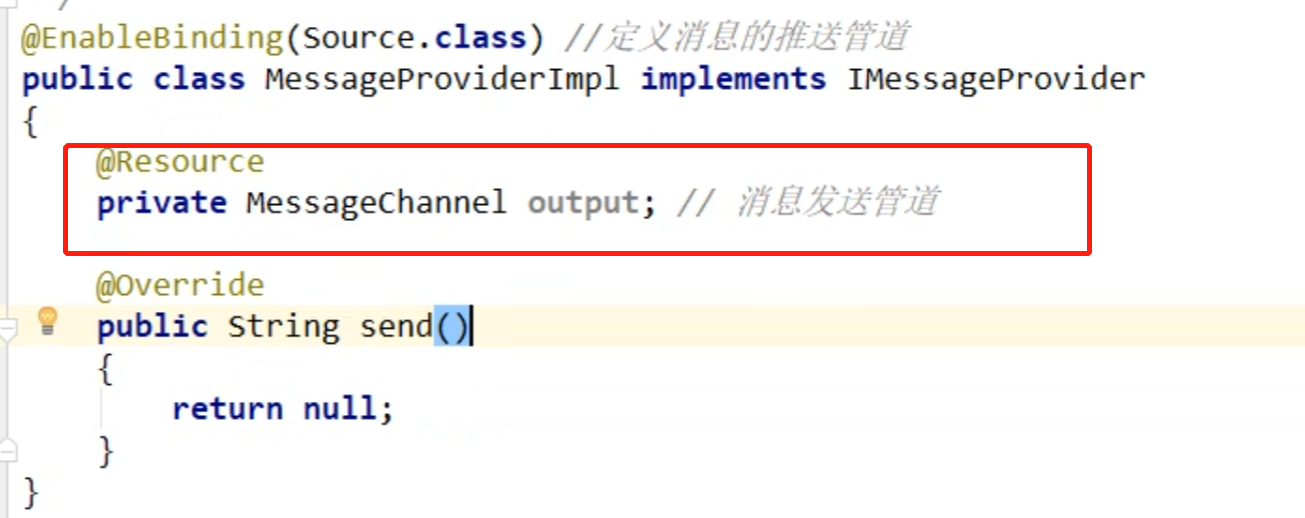 @EnableBinding(Source.class) //定义消息的推送管道
public class MessageProviderImpl implements IMessageProvider
{
@Resource
private MessageChannel output; // 消息发送管道
@Override
public String send()
{
return null;
}
}